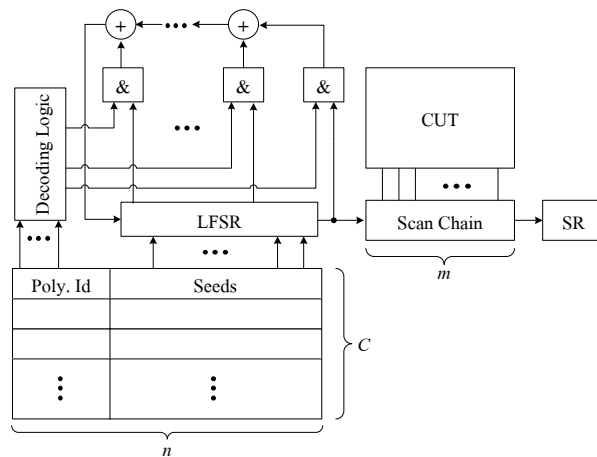 + +
& & &
Decoding Logic
CUT
LFSR
Scan Chain
SR
m
Poly. Id Seeds
C
n